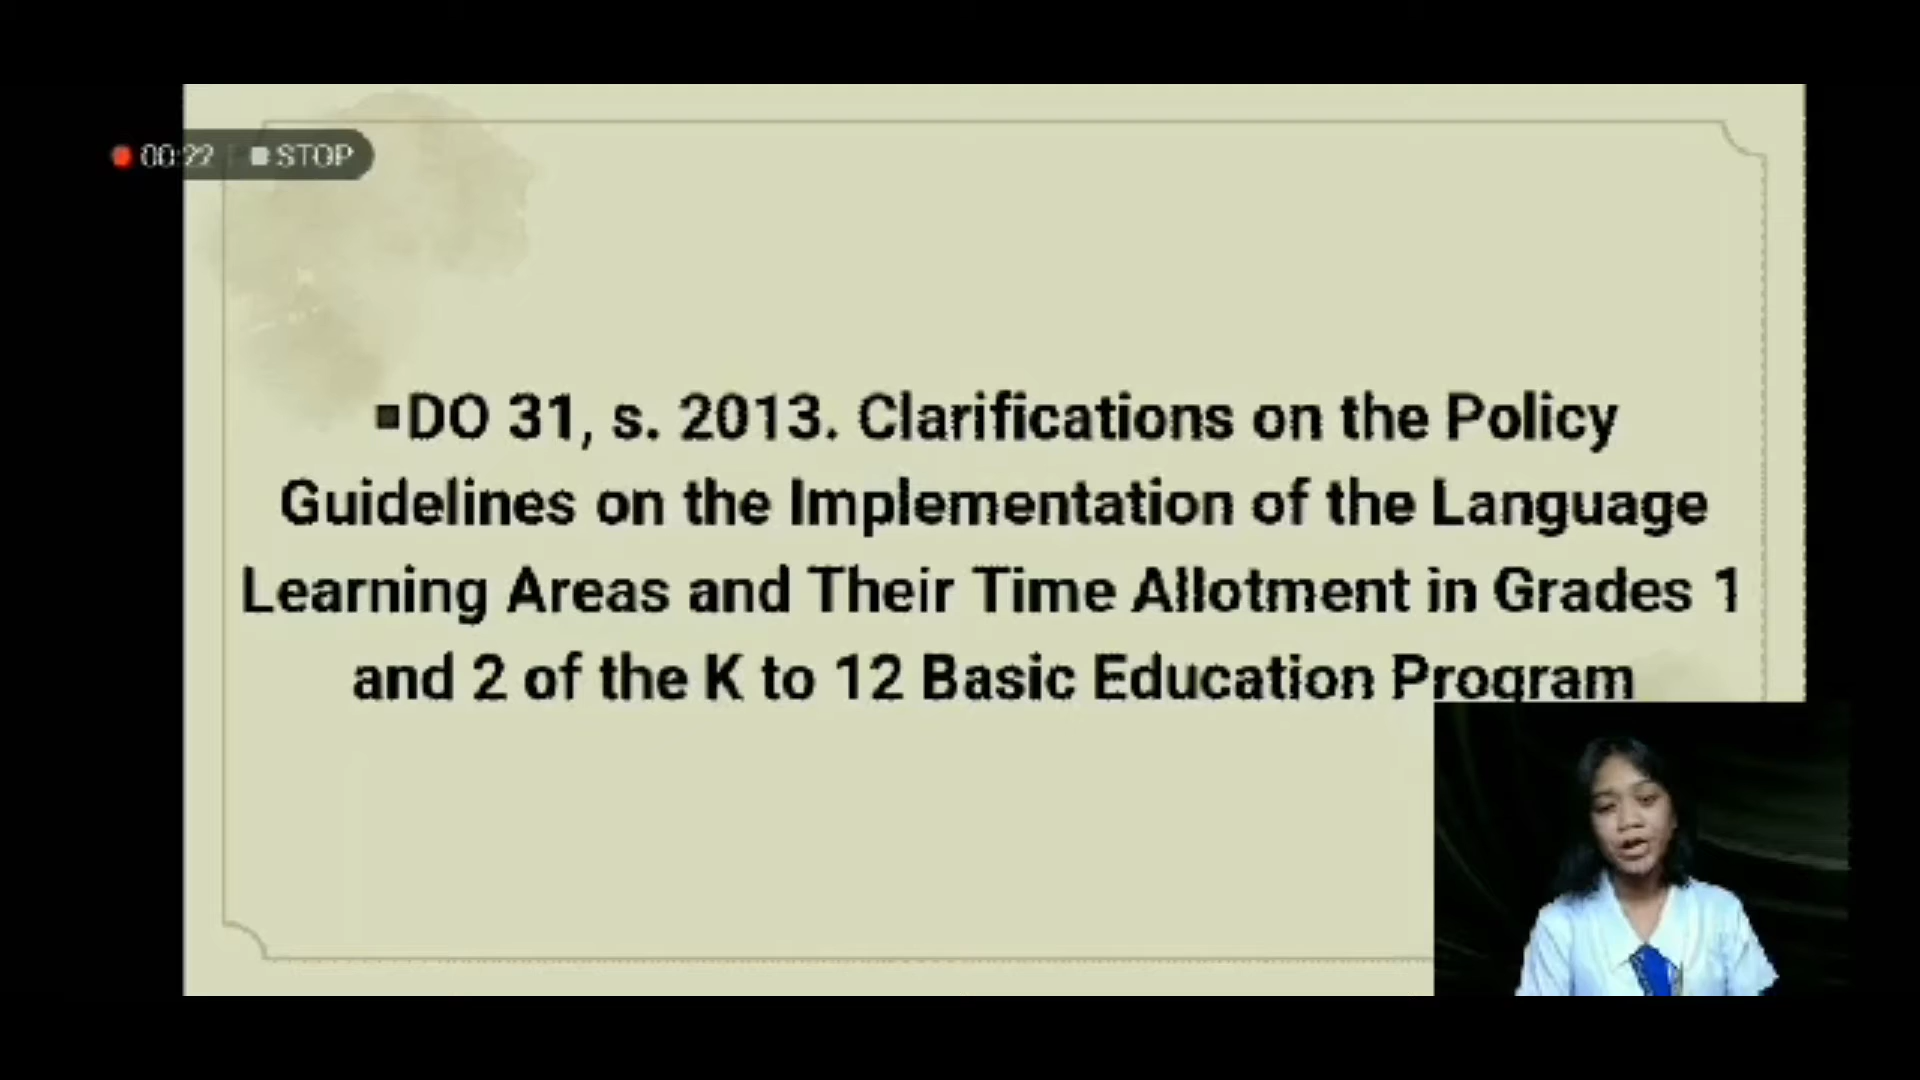 00:22 STOP
▪DO 31, s. 2013. Clarifications on the Policy
Guidelines on the Implementation of the Language
Learning Areas and Their Time Allotment in Grades 1
and 2 of the K to 12 Basic Education Program